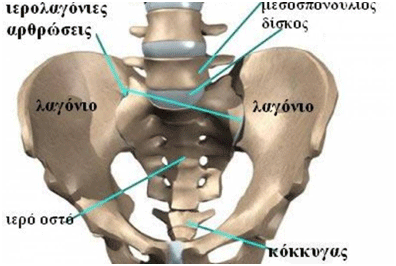 ιερολαγόνιες
αρθρώσεις
μεσοσπονδύλιος
δίσκος
λαγόνιο
λαγόνιο
ιερό οστό
κόκκυγας